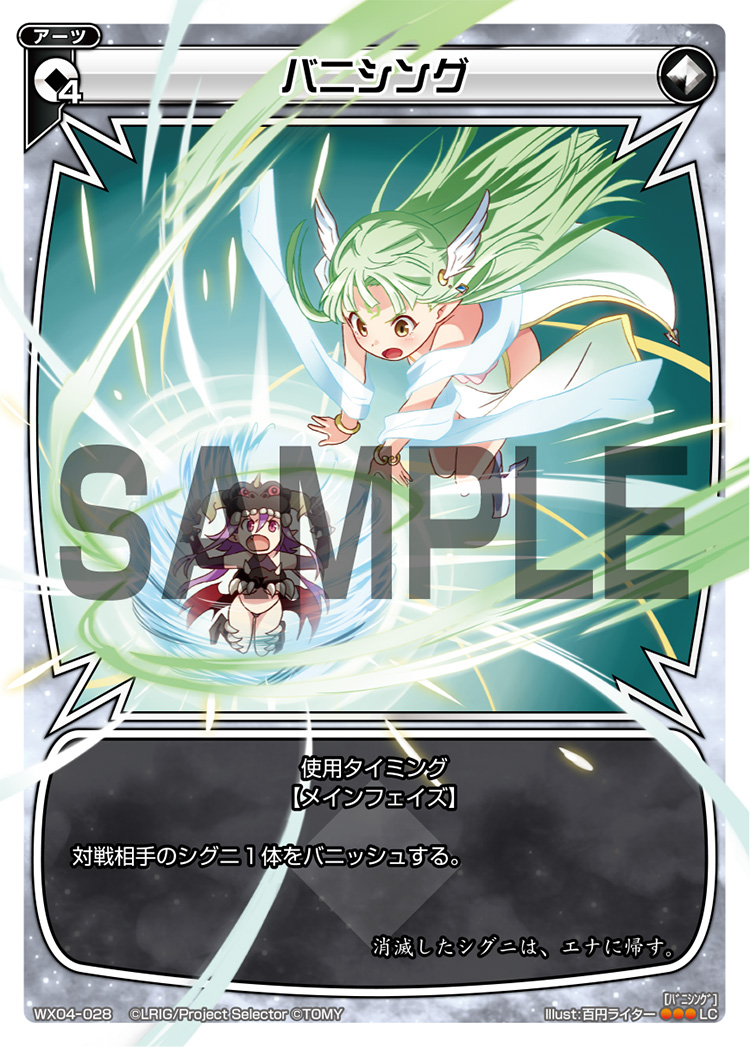 アーツ
4
バニシング
SAMPLE
使用タイミング
【メインフェイズ】
対戦相手のシグニ1体をバニッシュする。
消滅したシグニは、エナに帰す。
[バニシング]
WX04-028 ©LRIG/Project Selector ©TOMY Illust:百円ライター LC